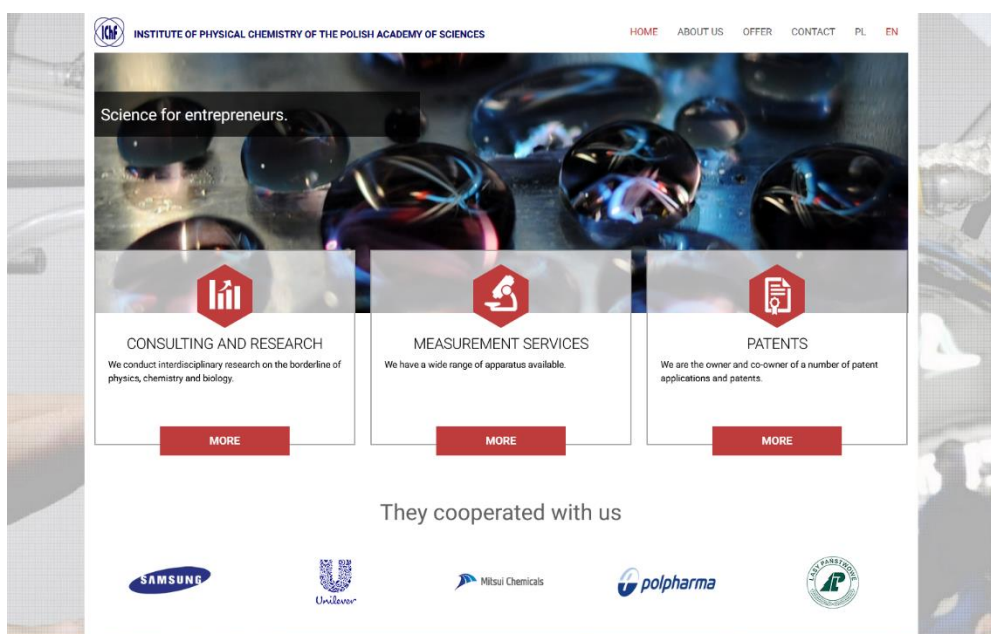 IChF
INSTITUTE OF PHYSICAL CHEMISTRY OF THE POLISH ACADEMY OF SCIENCES
HOME ABOUT US OFFER CONTACT PL EN
Science for entrepreneurs.
CONSULTING AND RESEARCH
We conduct interdisciplinary research on the borderline of
physics, chemistry and biology.
MORE
MEASUREMENT SERVICES
We have a wide range of apparatus available.
MORE
PATENTS
We are the owner and co-owner of a number of patent
applications and patents.
MORE
They cooperated with us
SAMSUNG
Unilever
Mitsui Chemicals
polpharma
LASY PAŃSTWOWE